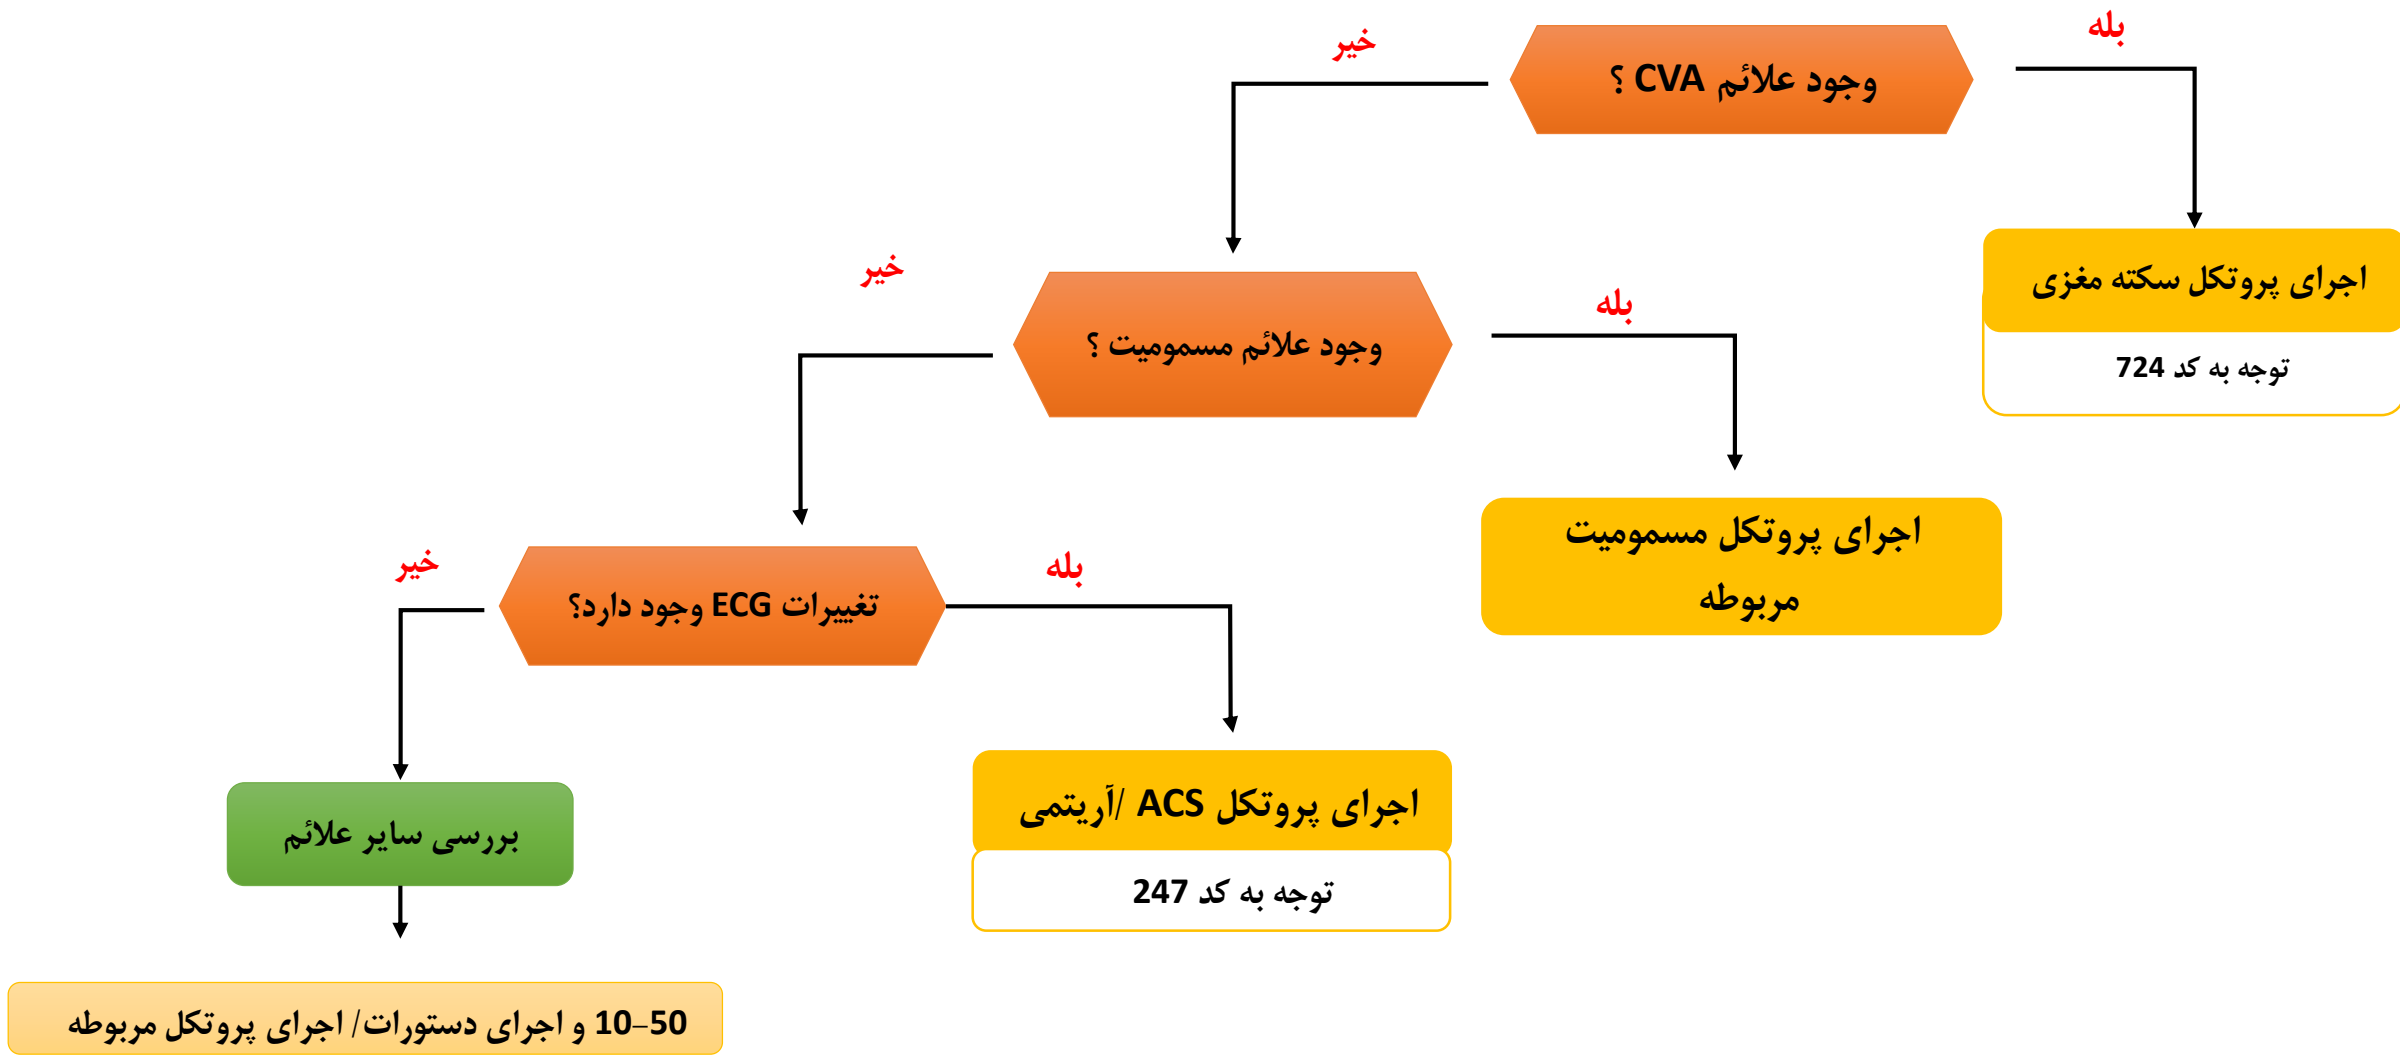 بله
خیر
وجود علائم CVA ؟
اجرای پروتکل سکته مغزی
توجه به کد 724
خیر
بله
وجود علائم مسمومیت ؟
اجرای پروتکل مسمومیت
مربوطه
خیر
بله
تغییرات ECG وجود دارد؟
اجرای پروتکل ACS /آریتمی
توجه به کد 247
بررسی سایر علائم
10-50 و اجرای دستورات/ اجرای پروتکل مربوطه